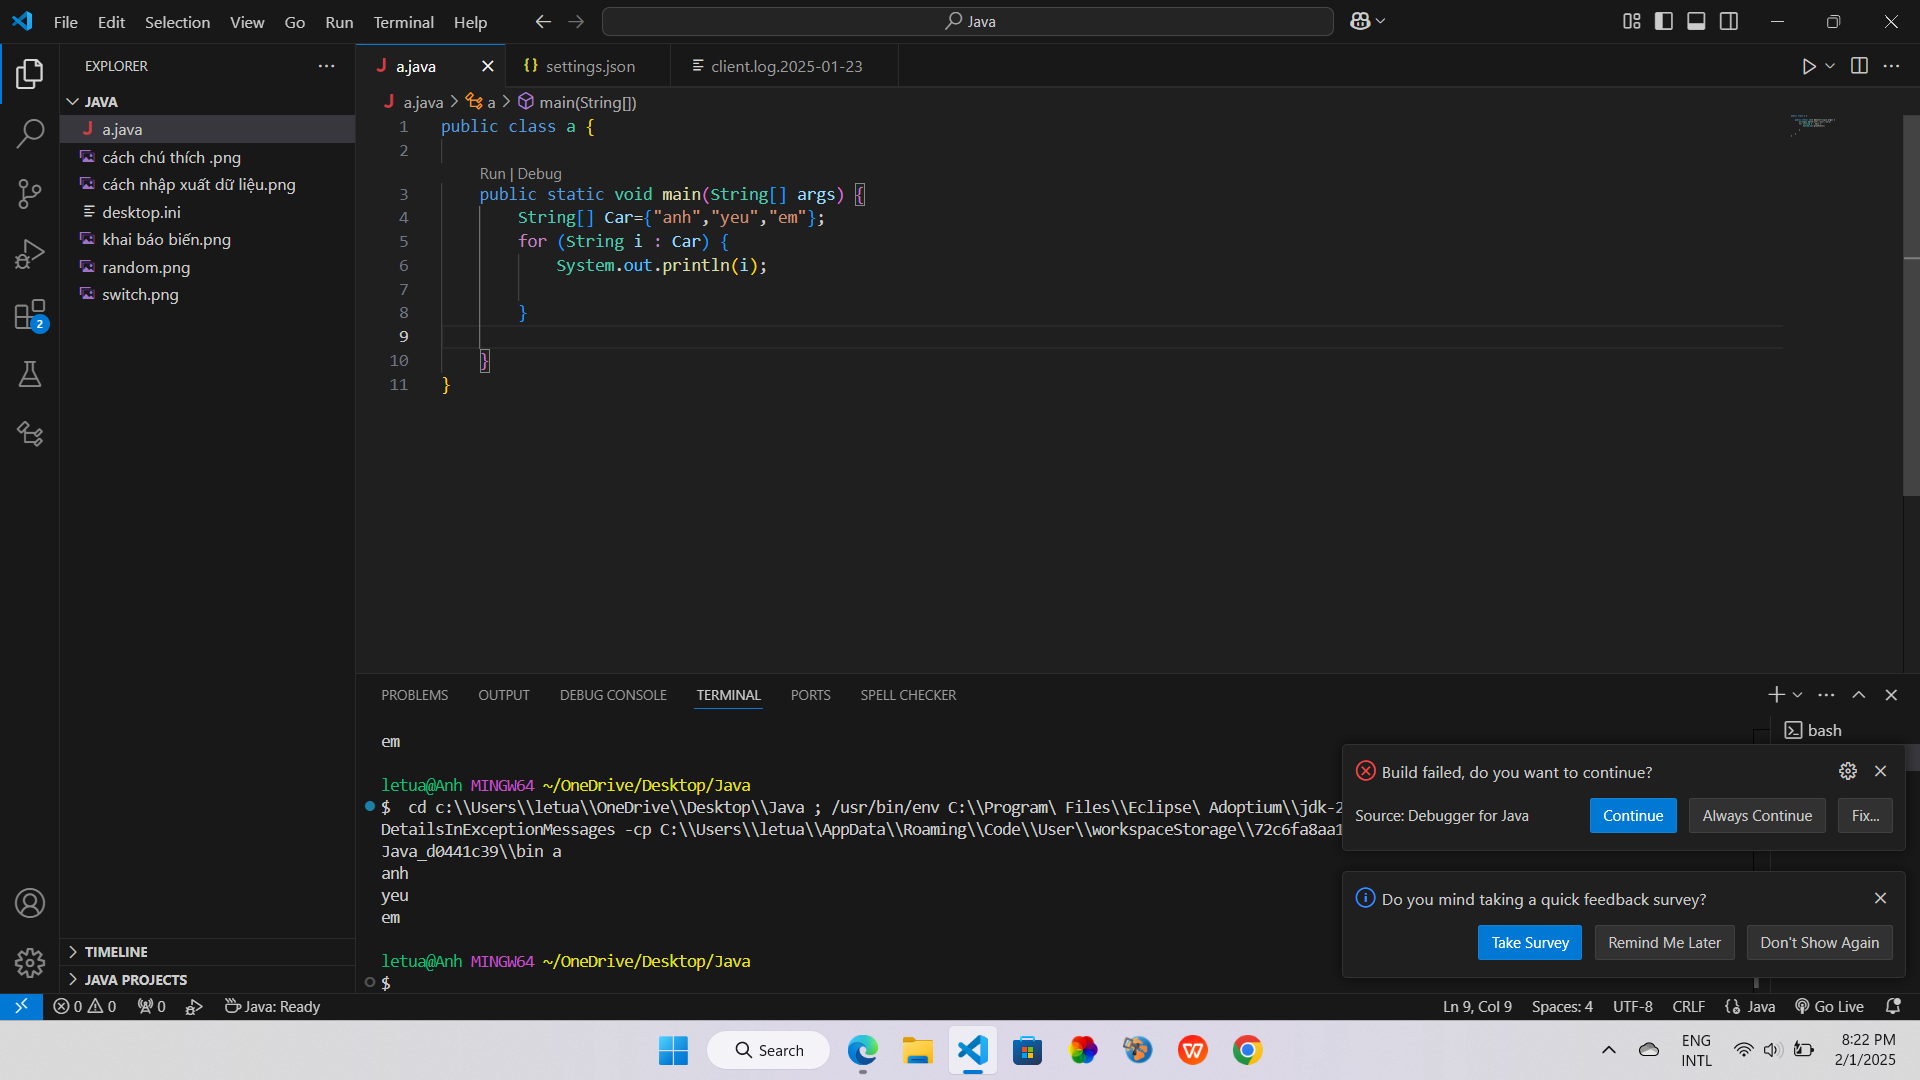 File Edit Selection View Go Run Terminal Help
Java
EXPLORER
a.java
settings.json
client.log.2025-01-23
JAVA
a.java
cách chú thích .png
cách nhập xuất dữ liệu.png
desktop.ini
khai báo biến.png
random.png
switch.png
TIMELINE
JAVA PROJECTS
a.java > a > main(String[])
1 public class a {
2
Run | Debug
3 public static void main(String[] args) {
4 String[] Car={"anh","yeu","em"};
5 for (String i : Car) {
6 System.out.println(i);
7
8 }
9
10 }
11 }
PROBLEMS OUTPUT DEBUG CONSOLE TERMINAL PORTS SPELL CHECKER
bash
em
letua@Anh MINGW64 ~/OneDrive/Desktop/Java
$ cd c:\\Users\\letua\\OneDrive\\Desktop\\Java ; /usr/bin/env C:\\Program\ Files\\Eclipse\ Adoptium\\jdk-2
DetailsInExceptionMessages -cp C:\\Users\\letua\\AppData\\Roaming\\Code\\User\\workspaceStorage\\72c6fa8aa1
Java_d0441c39\\bin a
anh
yeu
em
letua@Anh MINGW64 ~/OneDrive/Desktop/Java
$
Build failed, do you want to continue?
Source: Debugger for Java
Continue Always Continue Fix...
Do you mind taking a quick feedback survey?
Take Survey Remind Me Later Don't Show Again
2
0 0 0 Java: Ready
Ln 9, Col 9 Spaces: 4 UTF-8 CRLF Java Go Live
Search
ENG
INTL
8:22 PM
2/1/2025